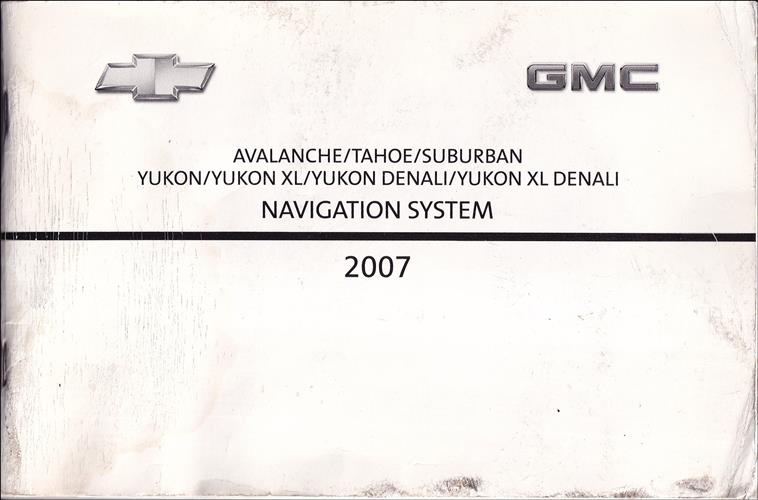 GMC
AVALANCHE/TAHOE/SUBURBAN
YUKON/YUKON XL/YUKON DENALI/YUKON XL DENALI
NAVIGATION SYSTEM
2007